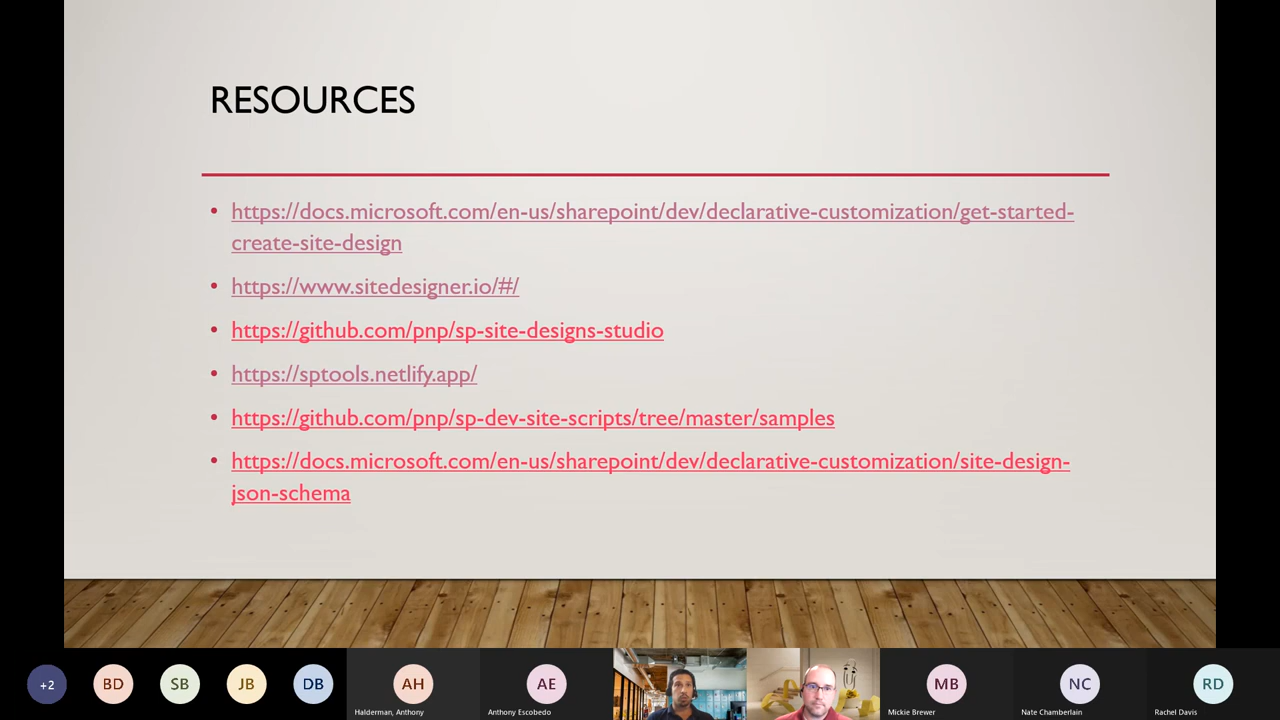 RESOURCES
• https://docs.microsoft.com/en-us/sharepoint/dev/declarative-customization/get-started-
create-site-design
• https://www.sitedesigner.io/#/
• https://github.com/pnp/sp-site-designs-studio
• https://sptools.netlify.app/
• https://github.com/pnp/sp-dev-site-scripts/tree/master/samples
• https://docs.microsoft.com/en-us/sharepoint/dev/declarative-customization/site-design-
json-schema
+2 BD SB JB DB AH AE MB NC RD
Halderman, Anthony Anthony Escobedo Mickie Brewer Nate Chamberlain Rachel Davis